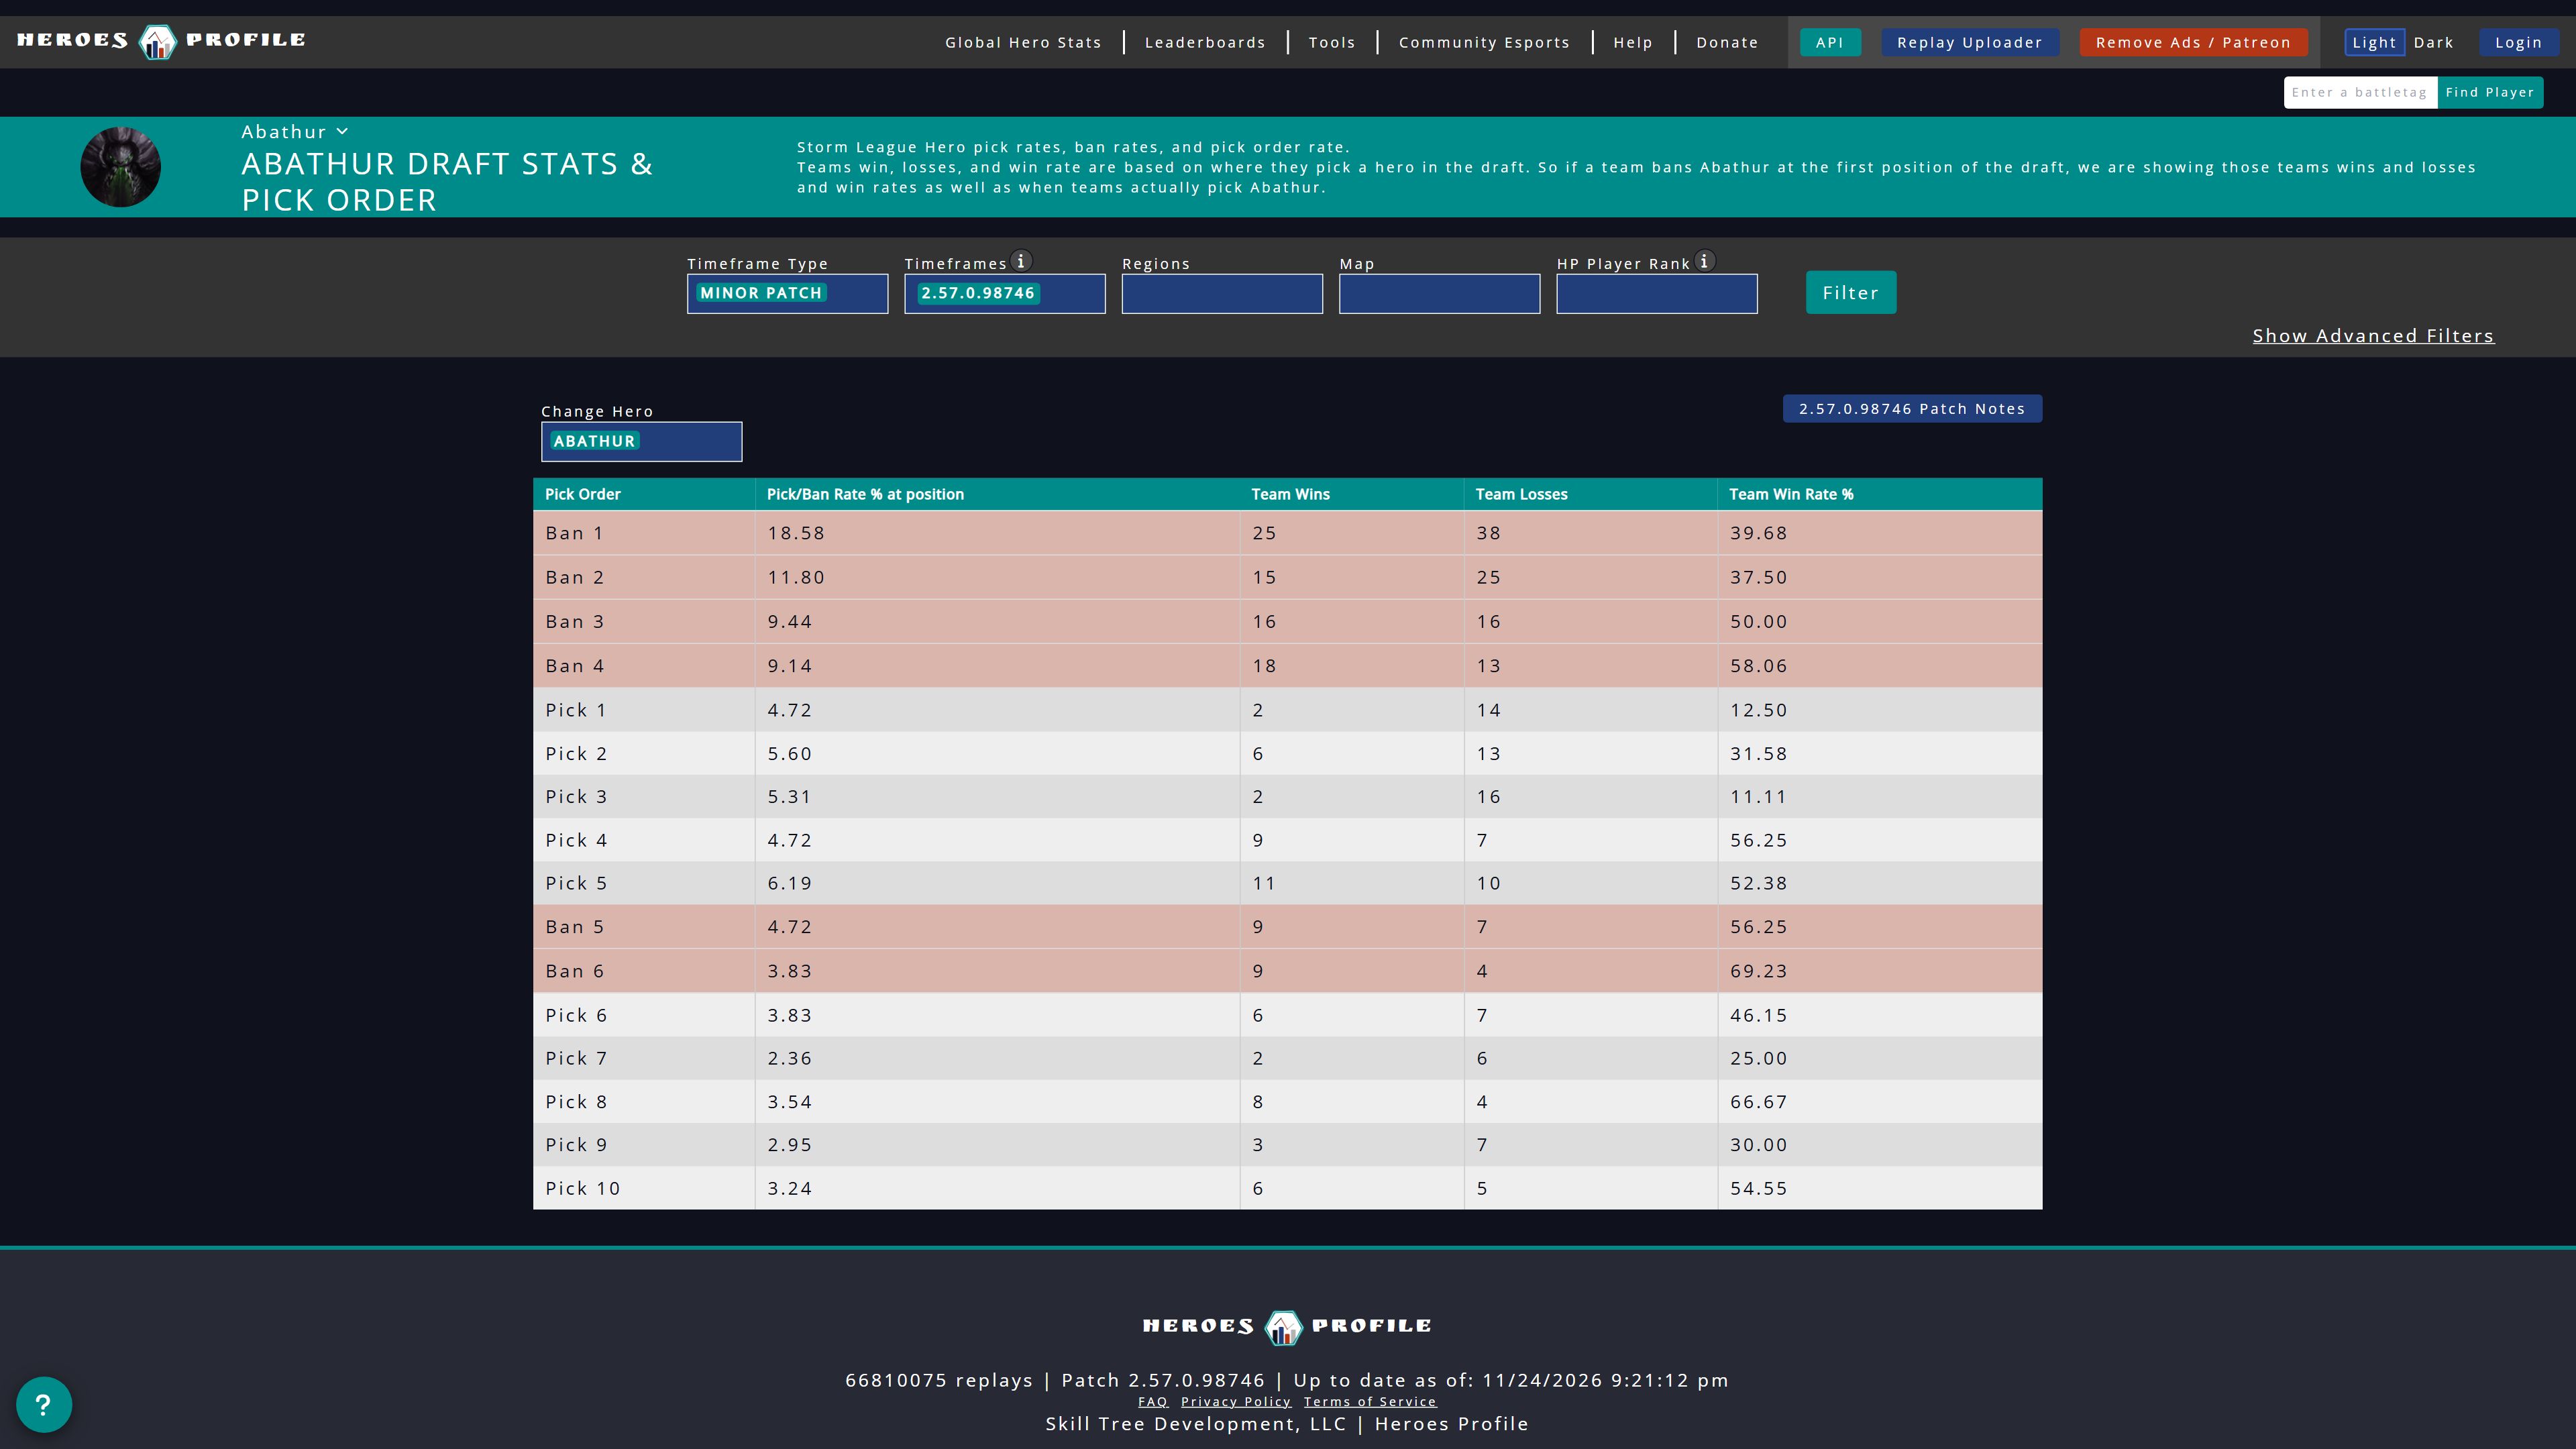 HEROES PROFILE
Global Hero Stats | Leaderboards | Tools | Community Esports | Help | Donate API Replay Uploader Remove Ads / Patreon Light Dark Login
Enter a battletag Find Player
Abathur
ABATHUR DRAFT STATS &
PICK ORDER
Storm League Hero pick rates, ban rates, and pick order rate.
Teams win, losses, and win rate are based on where they pick a hero in the draft. So if a team bans Abathur at the first position of the draft, we are showing those teams wins and losses
and win rates as well as when teams actually pick Abathur.
Timeframe Type Timeframes i Regions Map HP Player Rank i
MINOR PATCH 2.57.0.98746 Filter
Show Advanced Filters
Change Hero 2.57.0.98746 Patch Notes
ABATHUR
Pick Order Pick/Ban Rate % at position Team Wins Team Losses Team Win Rate %
Ban 1 18.58 25 38 39.68
Ban 2 11.80 15 25 37.50
Ban 3 9.44 16 16 50.00
Ban 4 9.14 18 13 58.06
Pick 1 4.72 2 14 12.50
Pick 2 5.60 6 13 31.58
Pick 3 5.31 2 16 11.11
Pick 4 4.72 9 7 56.25
Pick 5 6.19 11 10 52.38
Ban 5 4.72 9 7 56.25
Ban 6 3.83 9 4 69.23
Pick 6 3.83 6 7 46.15
Pick 7 2.36 2 6 25.00
Pick 8 3.54 8 4 66.67
Pick 9 2.95 3 7 30.00
Pick 10 3.24 6 5 54.55
HEROES PROFILE
66810075 replays | Patch 2.57.0.98746 | Up to date as of: 11/24/2026 9:21:12 pm
FAQ Privacy Policy Terms of Service
Skill Tree Development, LLC | Heroes Profile
?